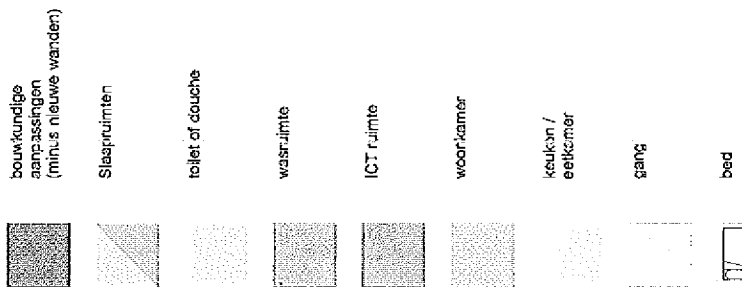 bouwkundige
aanpassingen
(minus nieuwe wanden)
Slaapruimten
toilet of douche
wasruimte
ICT ruimte
woonkamer
keuken /
eetkamer
gang
bed